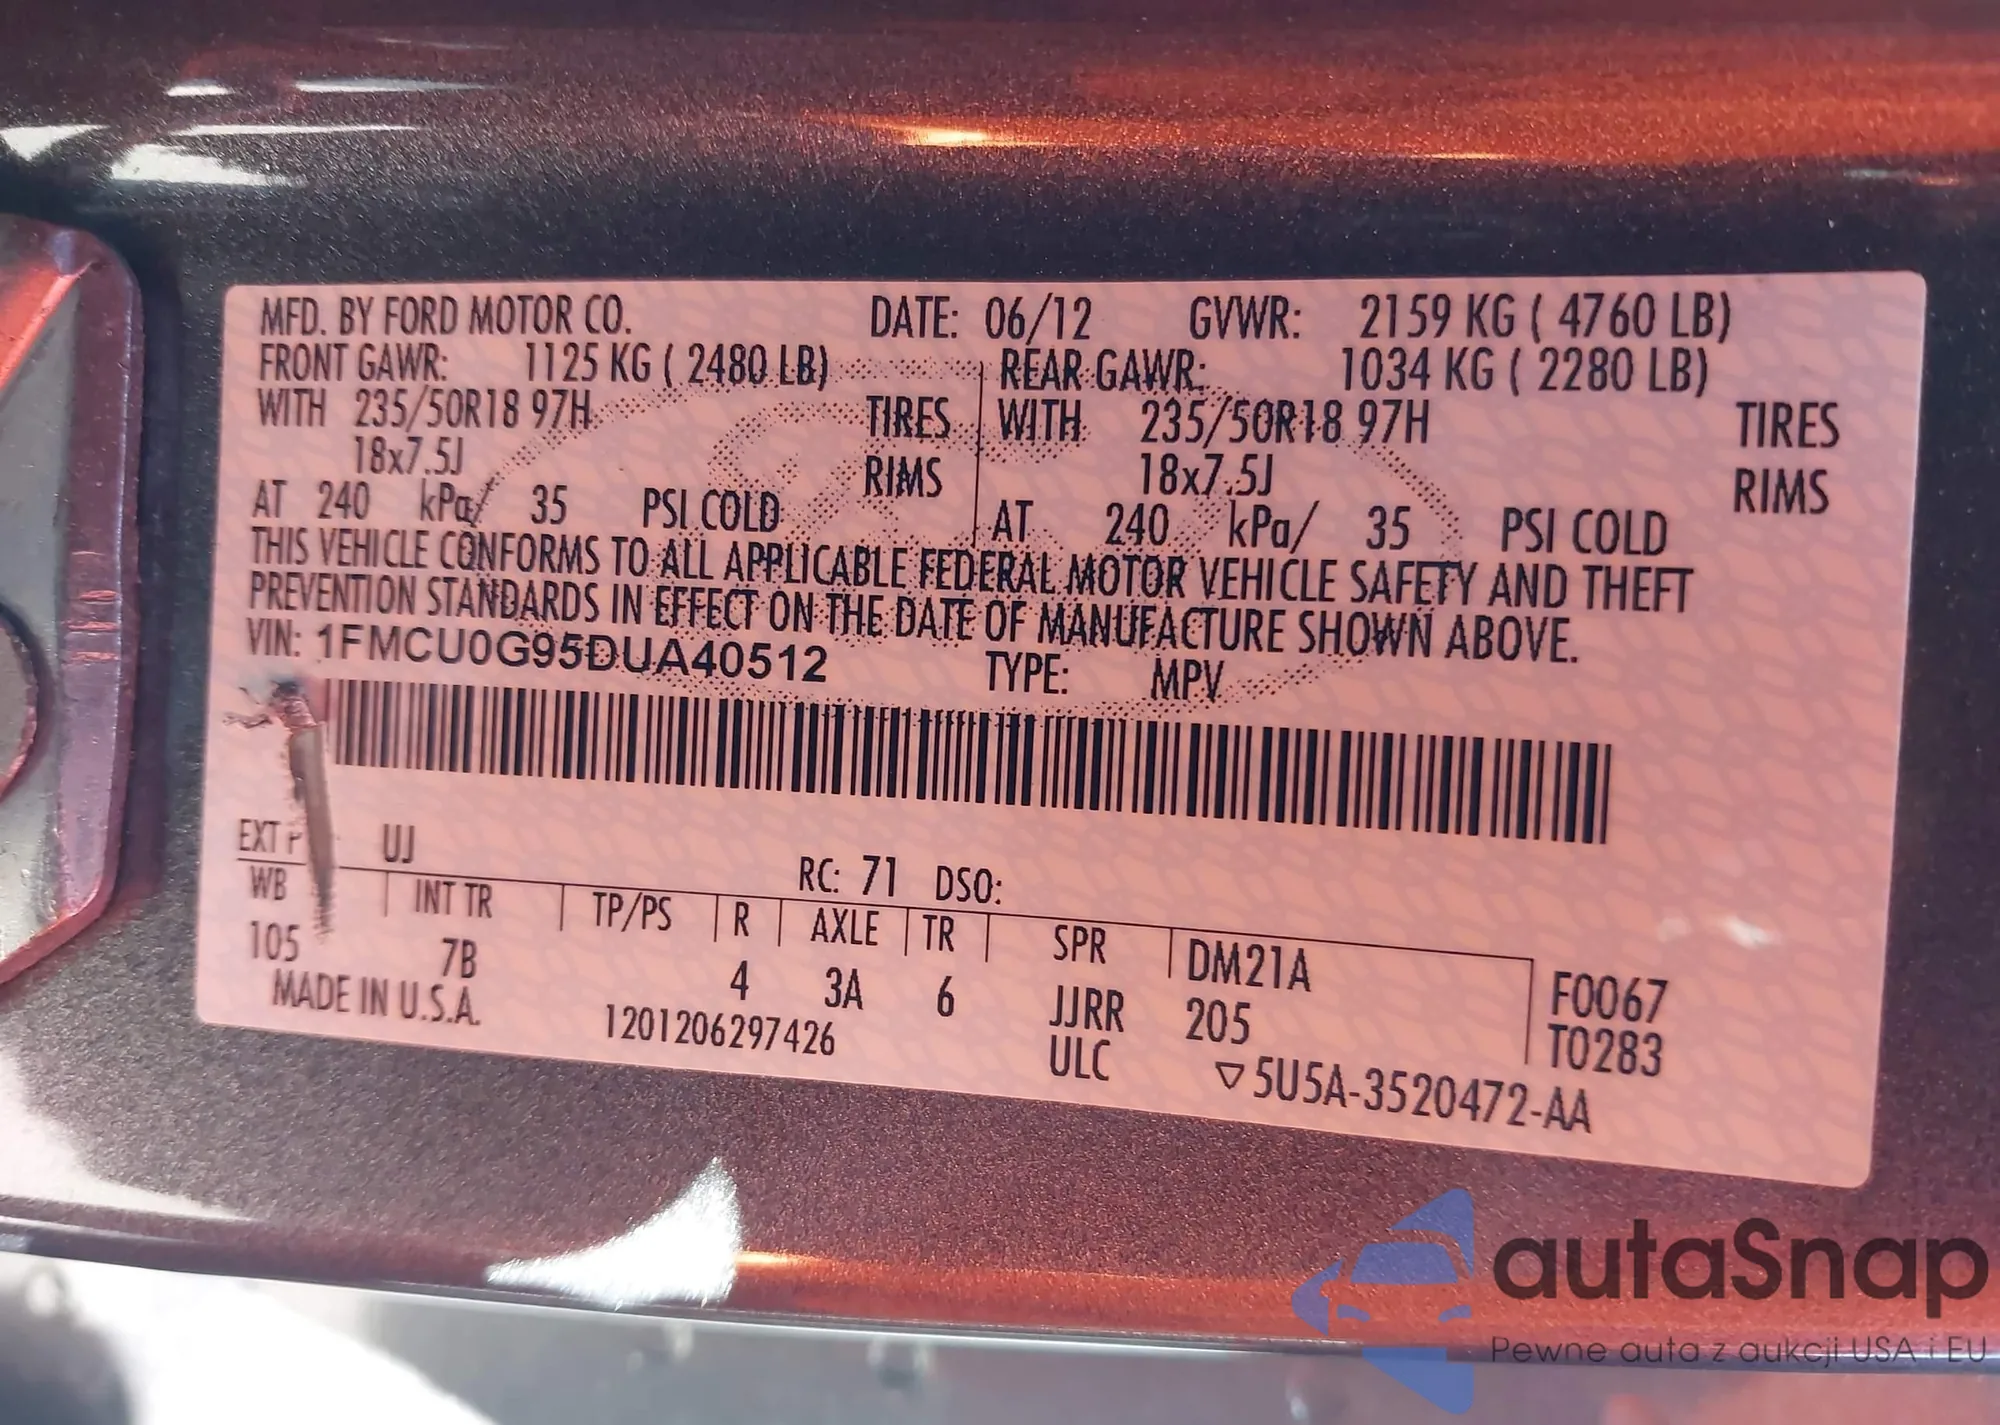 MFD. BY FORD MOTOR CO. DATE: 06/12 GVWR: 2159 KG ( 4760 LB)
FRONT GAWR: 1125 KG ( 2480 LB) REAR GAWR: 1034 KG ( 2280 LB)
WITH 235/50R18 97H TIRES WITH 235/50R18 97H TIRES
18x7.5J RIMS 18x7.5J RIMS
AT 240 kPa/ 35 PSI COLD AT 240 kPa/ 35 PSI COLD
THIS VEHICLE CONFORMS TO ALL APPLICABLE FEDERAL MOTOR VEHICLE SAFETY AND THEFT
PREVENTION STANDARDS IN EFFECT ON THE DATE OF MANUFACTURE SHOWN ABOVE.
VIN: 1FMCU0G95DUA40512 TYPE: MPV
EXT P UJ RC: 71 DSO:
WB INT TR TP/PS R AXLE TR SPR DM21A F0067
105 7B 4 3A 6 JJRR 205 T0283
MADE IN U.S.A. 1201206297426 ULC ▽5U5A-3520472-AA
autaSnap
Pewne auta z aukcji USA i EU